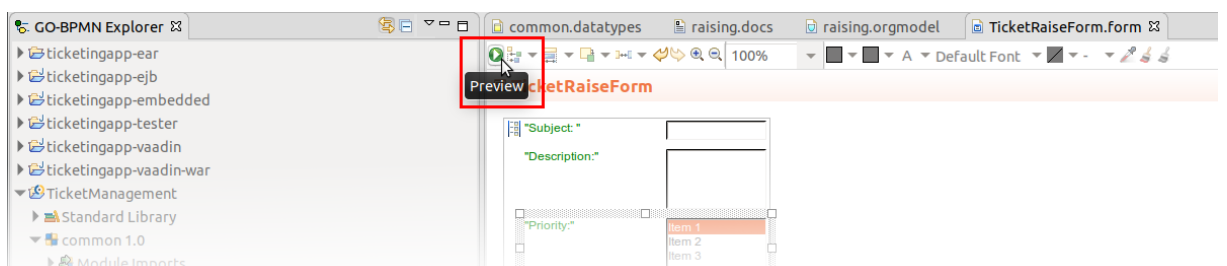 GO-BPMN Explorer
ticketingapp-ear
ticketingapp-ejb
ticketingapp-embedded
ticketingapp-tester
ticketingapp-vaadin
ticketingapp-vaadin-war
TicketManagement
Standard Library
common 1.0
Module Imports
common.datatypes raising.docs raising.orgmodel TicketRaiseForm.form
100% A Default Font -
Preview
cketRaiseForm
"Subject: "
"Description:"
"Priority:"
Item 1
Item 2
Item 3